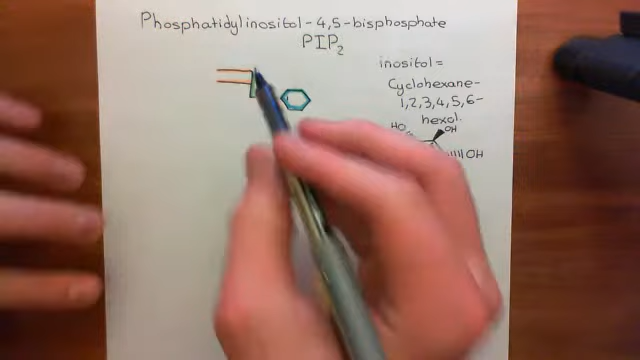 Phosphatidylinositol-4,5-bisphosphate
PIP2
inositol =
Cyclohexane-
1,2,3,4,5,6-
hexol.
HO
OH
OH